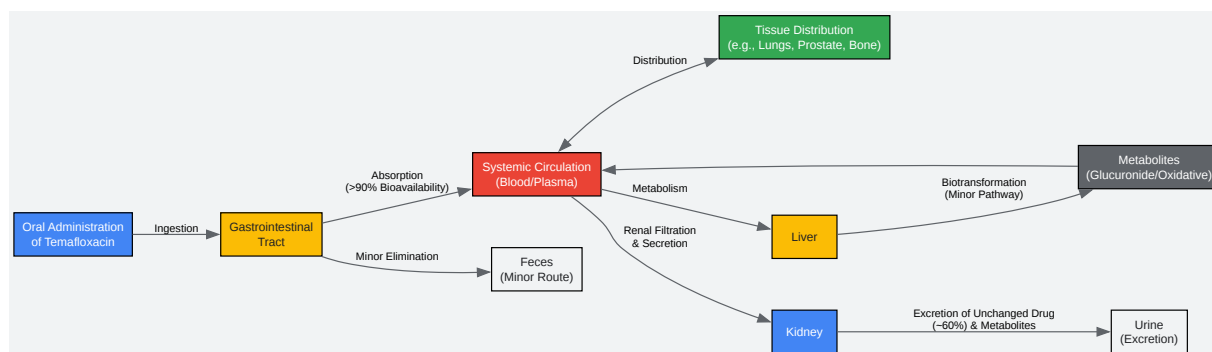 Tissue Distribution
(e.g., Lungs, Prostate, Bone)
Distribution
Systemic Circulation
(Blood/Plasma)
Metabolites
(Glucuronide/Oxidative)
Absorption
(>90% Bioavailability)
Metabolism
Biotransformation
(Minor Pathway)
Oral Administration
of Temafloxacin
Ingestion
Gastrointestinal
Tract
Renal Filtration
& Secretion
Liver
Minor Elimination
Feces
(Minor Route)
Kidney
Excretion of Unchanged Drug
(~60%) & Metabolites
Urine
(Excretion)